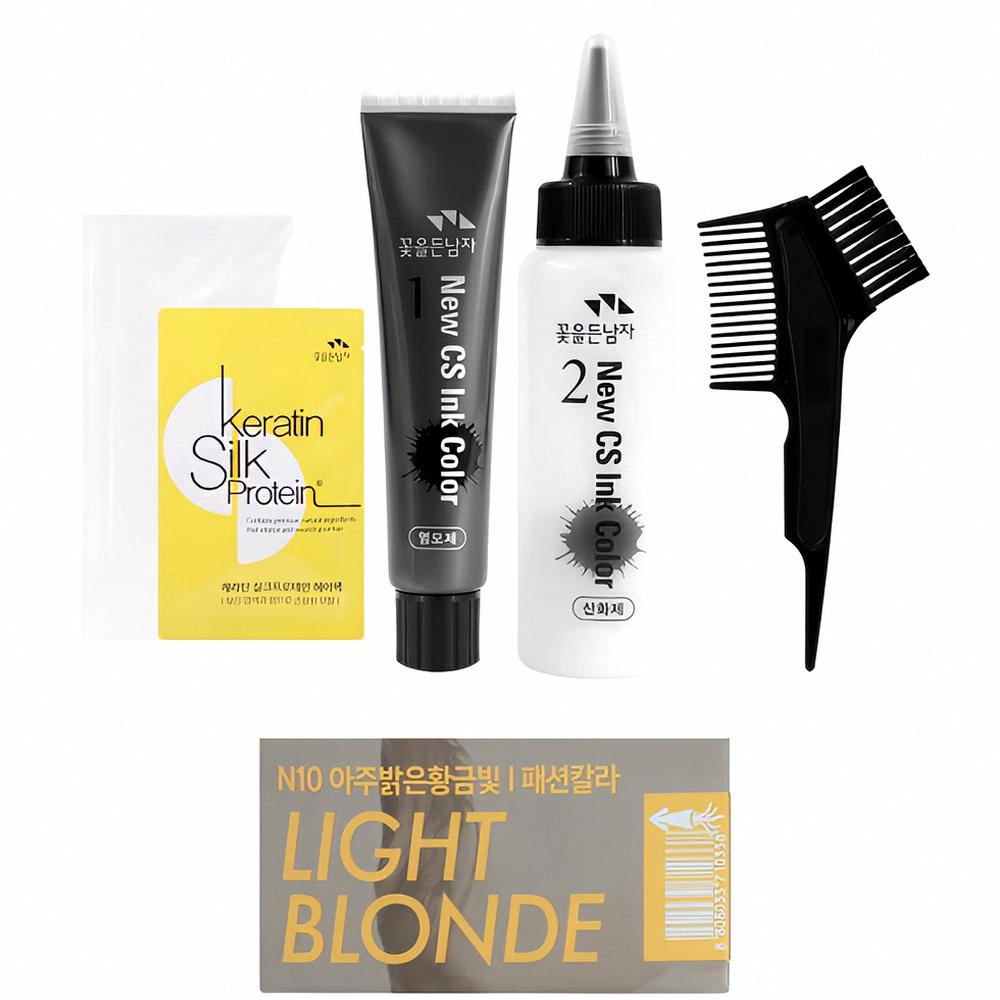 꽃을든남자
Keratin
Silk
Protein
꽃을든남자
1
New CS Ink Color
염모제
꽃을든남자
2
New CS Ink Color
산화제
N10 아주밝은황금빛 | 패션칼라
LIGHT
BLONDE